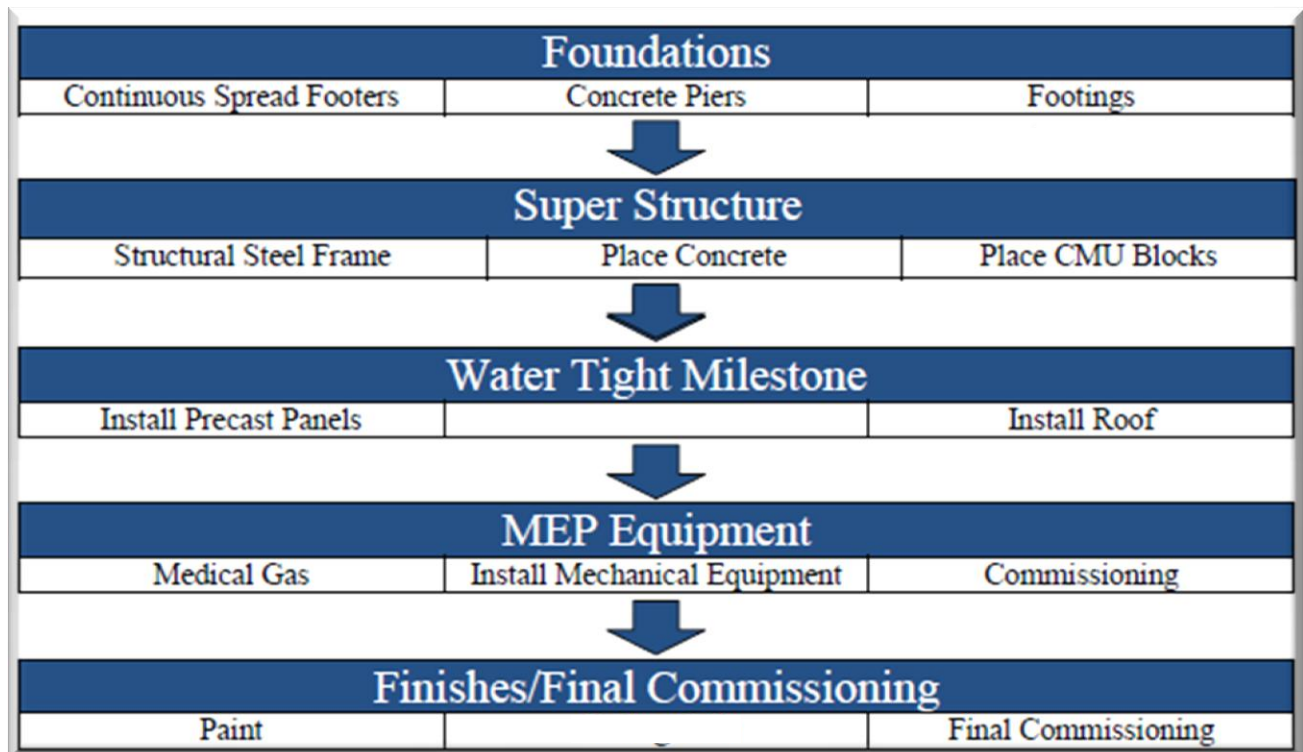 Foundations
Continuous Spread Footers Concrete Piers Footings
Super Structure
Structural Steel Frame Place Concrete Place CMU Blocks
Water Tight Milestone
Install Precast Panels Install Roof
MEP Equipment
Medical Gas Install Mechanical Equipment Commissioning
Finishes/Final Commissioning
Paint Final Commissioning